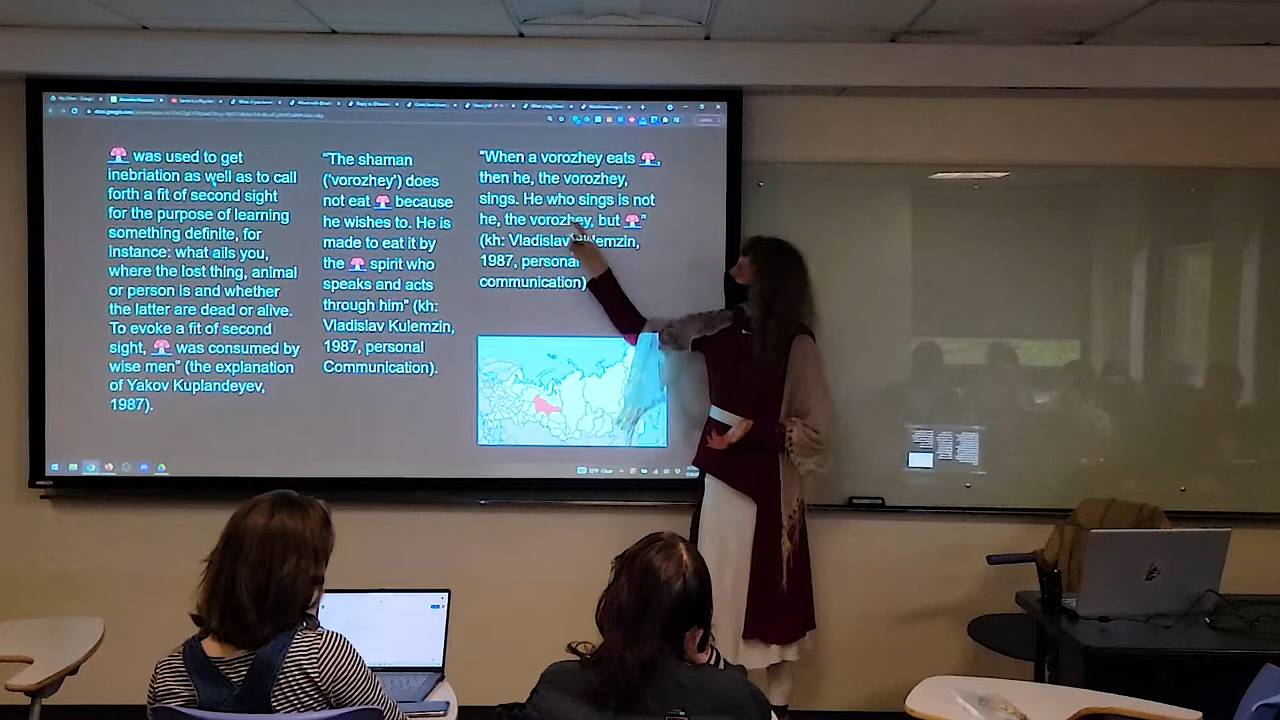 🍄 was used to get
inebriation as well as to call
forth a fit of second sight
for the purpose of learning
something definite, for
instance: what ails you,
where the lost thing, animal
or person is and whether
the latter are dead or alive.
To evoke a fit of second
sight, 🍄 was consumed by
wise men" (the explanation
of Yakov Kuplandeyev,
1987).
"The shaman
('vorozhey') does
not eat 🍄 because
he wishes to. He is
made to eat it by
the 🍄 spirit who
speaks and acts
through him" (kh:
Vladislav Kulemzin,
1987, personal
Communication).
"When a vorozhey eats 🍄,
then he, the vorozhey,
sings. He who sings is not
he, the vorozhey, but 🍄"
(kh: Vladislav Kulemzin,
1987, personal
communication)